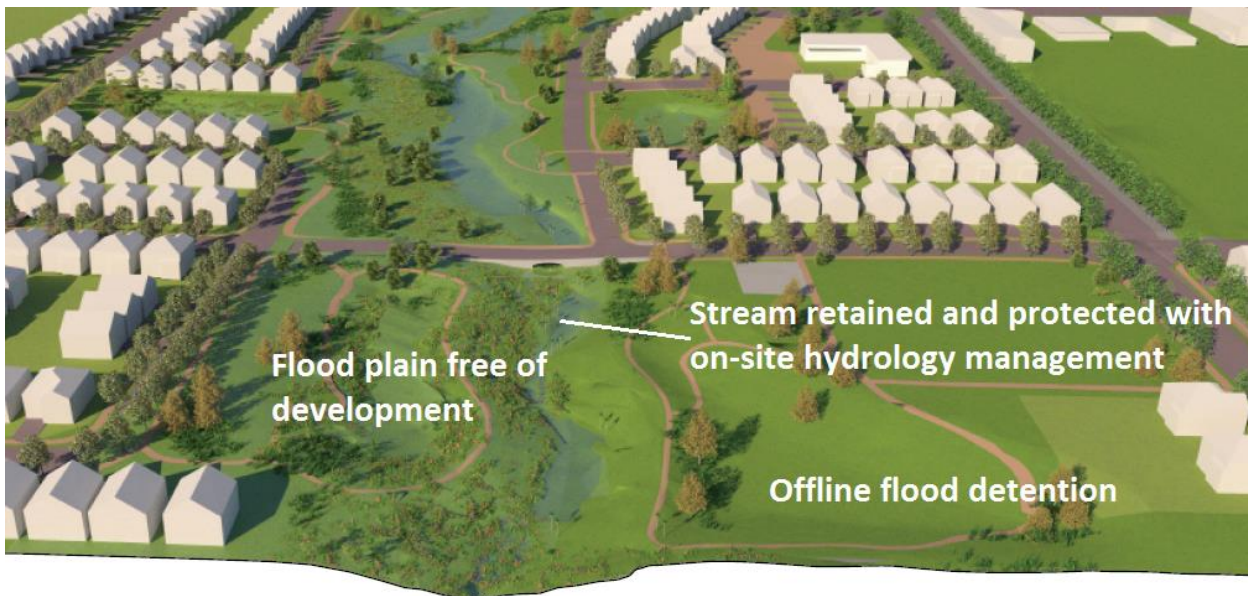 Stream retained and protected with
on-site hydrology management
Flood plain free of
development
Offline flood detention